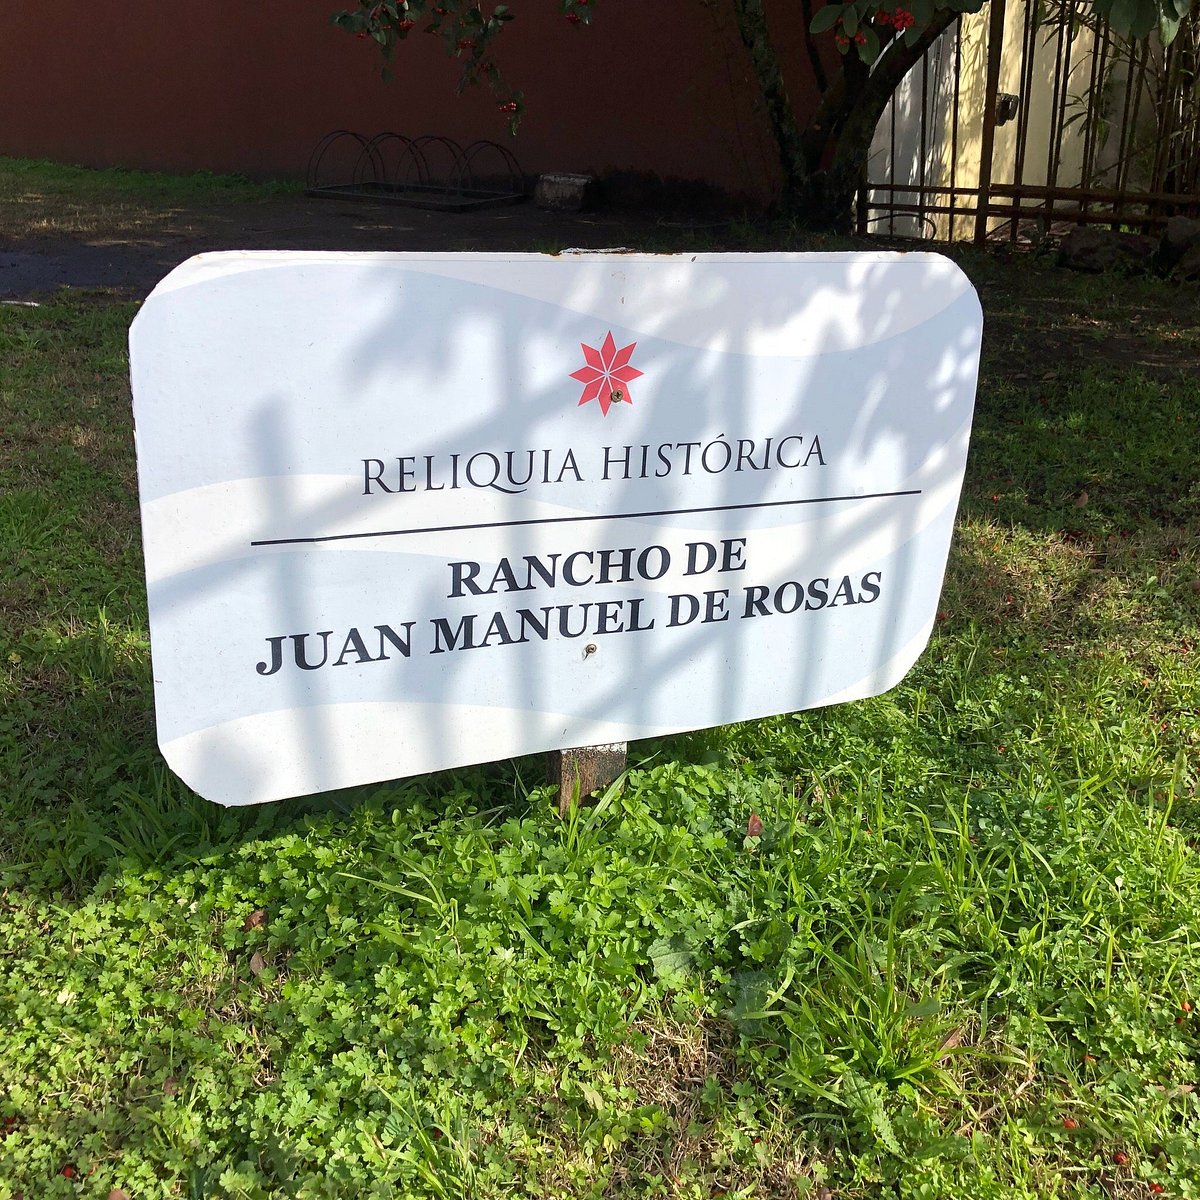 RELIQUIA HISTÓRICA
RANCHO DE
JUAN MANUEL DE ROSAS